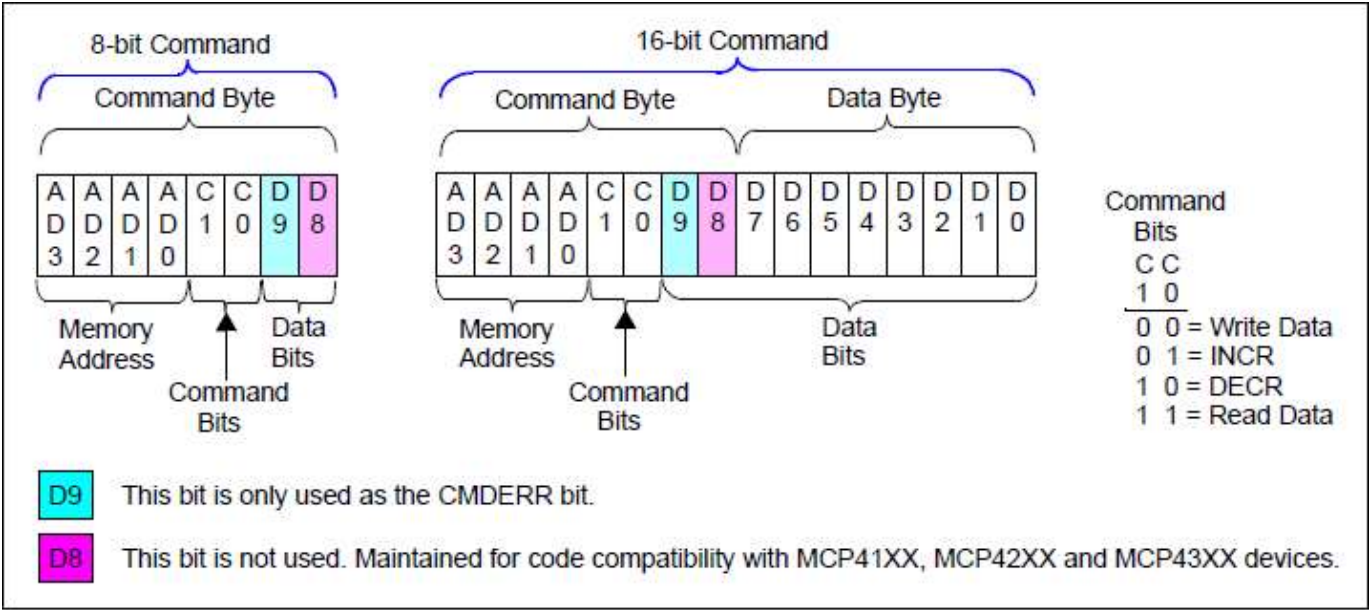 8-bit Command
16-bit Command
Command Byte
Command Byte
Data Byte
A A A A C C D D
D D D D 1 0 9 8
3 2 1 0
A A A A C C D D D D D D D D D D
D D D D 1 0 9 8 7 6 5 4 3 2 1 0
3 2 1 0
Memory
Address
Command
Bits
Data
Bits
Memory
Address
Command
Bits
Data
Bits
Command
Bits
C C
1 0
0 0 = Write Data
0 1 = INCR
1 0 = DECR
1 1 = Read Data
D9 This bit is only used as the CMDERR bit.
D8 This bit is not used. Maintained for code compatibility with MCP41XX, MCP42XX and MCP43XX devices.